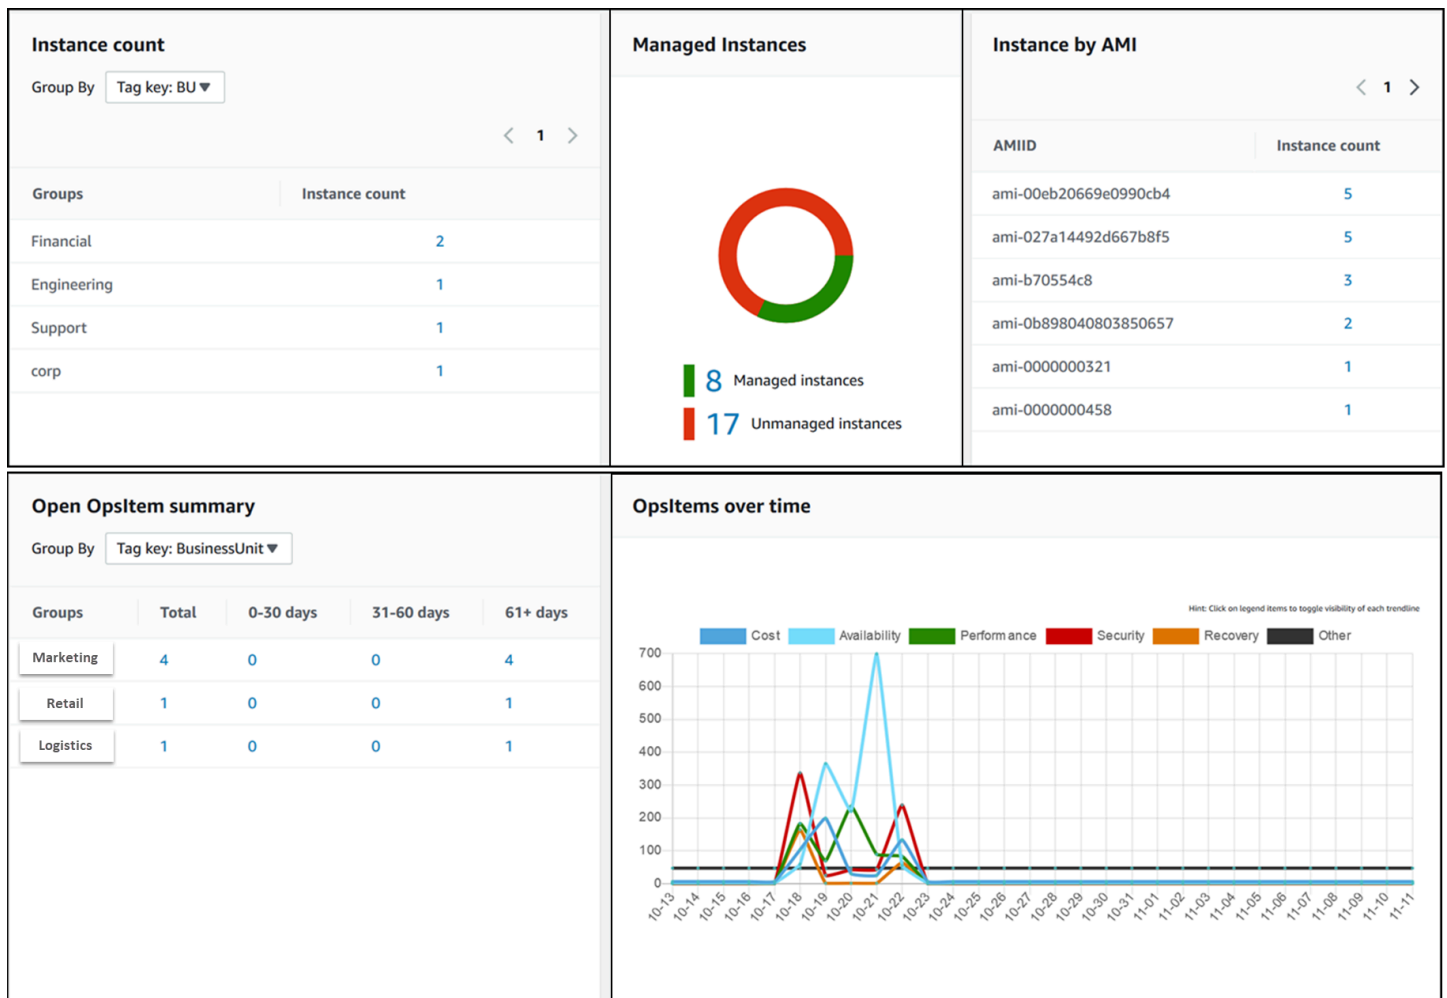 Instance count
Group By Tag key: BU
1
Groups Instance count
Financial 2
Engineering 1
Support 1
corp 1
Managed Instances
8 Managed instances
17 Unmanaged instances
Instance by AMI
1
AMIID Instance count
ami-00eb20669e0990cb4 5
ami-027a14492d667b8f5 5
ami-b70554c8 3
ami-0b898040803850657 2
ami-0000000321 1
ami-0000000458 1
Open OpsItem summary
Group By Tag key: BusinessUnit
Groups Total 0-30 days 31-60 days 61+ days
Marketing 4 0 0 4
Retail 1 0 0 1
Logistics 1 0 0 1
OpsItems over time
Hint: Click on legend items to toggle visibility of each trendline
Cost Availability Performance Security Recovery Other
700
600
500
400
300
200
100
0
10-13 10-14 10-15 10-16 10-17 10-18 10-19 10-20 10-21 10-22 10-23 10-24 10-25 10-26 10-27 10-28 10-29 10-30 10-31 11-01 11-02 11-03 11-04 11-05 11-06 11-07 11-08 11-09 11-10 11-11